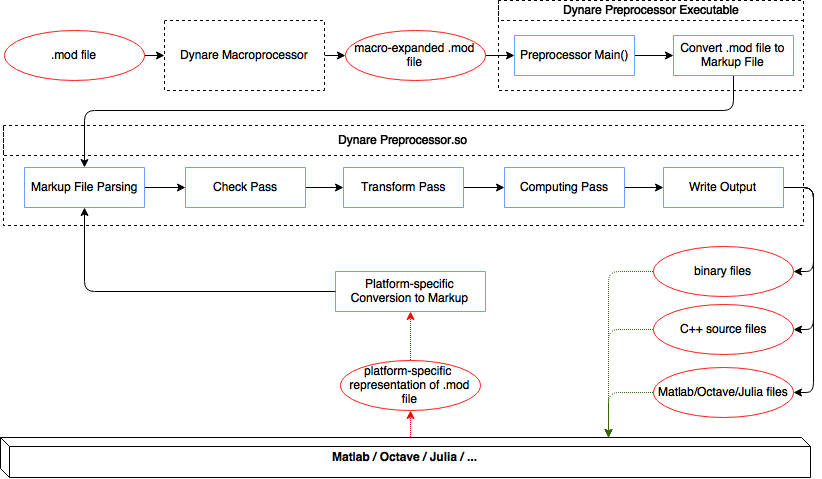 Dynare Preprocessor Executable
.mod file
Dynare Macroprocessor
macro-expanded .mod
file
Preprocessor Main()
Convert .mod file to
Markup File
Dynare Preprocessor.so
Markup File Parsing
Check Pass
Transform Pass
Computing Pass
Write Output
Platform-specific
Conversion to Markup
binary files
C++ source files
platform-specific
representation of .mod
file
Matlab/Octave/Julia files
Matlab / Octave / Julia / ...